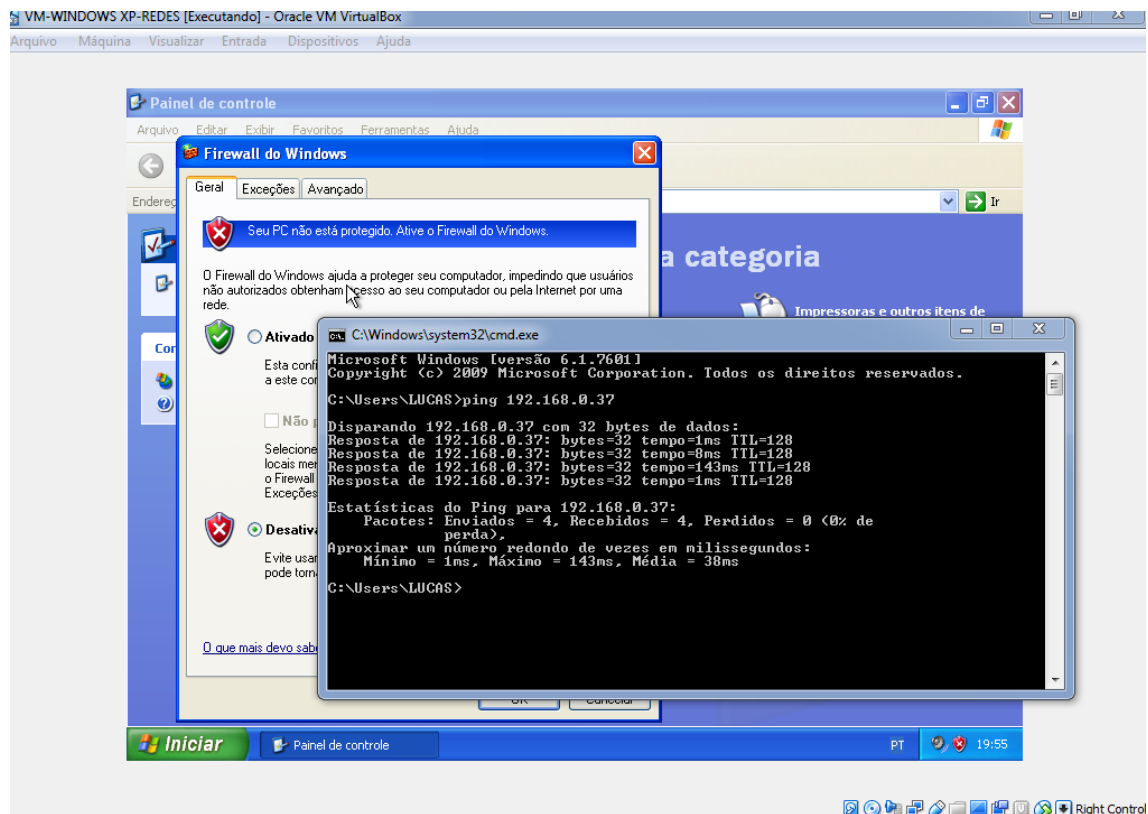 VM-WINDOWS XP-REDES [Executando] - Oracle VM VirtualBox
Arquivo Máquina Visualizar Entrada Dispositivos Ajuda
Painel de controle
Arquivo Editar Exibir Favoritos Ferramentas Ajuda
Firewall do Windows
Geral Exceções Avançado
Ir
Seu PC não está protegido. Ative o Firewall do Windows.
a categoria
O Firewall do Windows ajuda a proteger seu computador, impedindo que usuários
não autorizados obtenham acesso ao seu computador ou pela Internet por uma
rede.
Impressoras e outros itens de
Ativado
Esta
a este
Selecione
locais
o Firewall
Exceções
Evite
pode
O que mais devo
C:\Windows\system32\cmd.exe
Microsoft Windows [versão 6.1.7601]
Copyright (c) 2009 Microsoft Corporation. Todos os direitos reservados.
C:\Users\LUCAS>ping 192.168.0.37
Disparando 192.168.0.37 com 32 bytes de dados:
Resposta de 192.168.0.37: bytes=32 tempo=1ms TTL=128
Resposta de 192.168.0.37: bytes=32 tempo=8ms TTL=128
Resposta de 192.168.0.37: bytes=32 tempo=143ms TTL=128
Resposta de 192.168.0.37: bytes=32 tempo=1ms TTL=128
Estatísticas do Ping para 192.168.0.37:
Pacotes: Enviados = 4, Recebidos = 4, Perdidos = 0 (0% de
perda),
Aproximar um número redondo de vezes em milissegundos:
Mínimo = 1ms, Máximo = 143ms, Média = 38ms
C:\Users\LUCAS>
Iniciar
Painel de controle
PT
19:55
Right Control